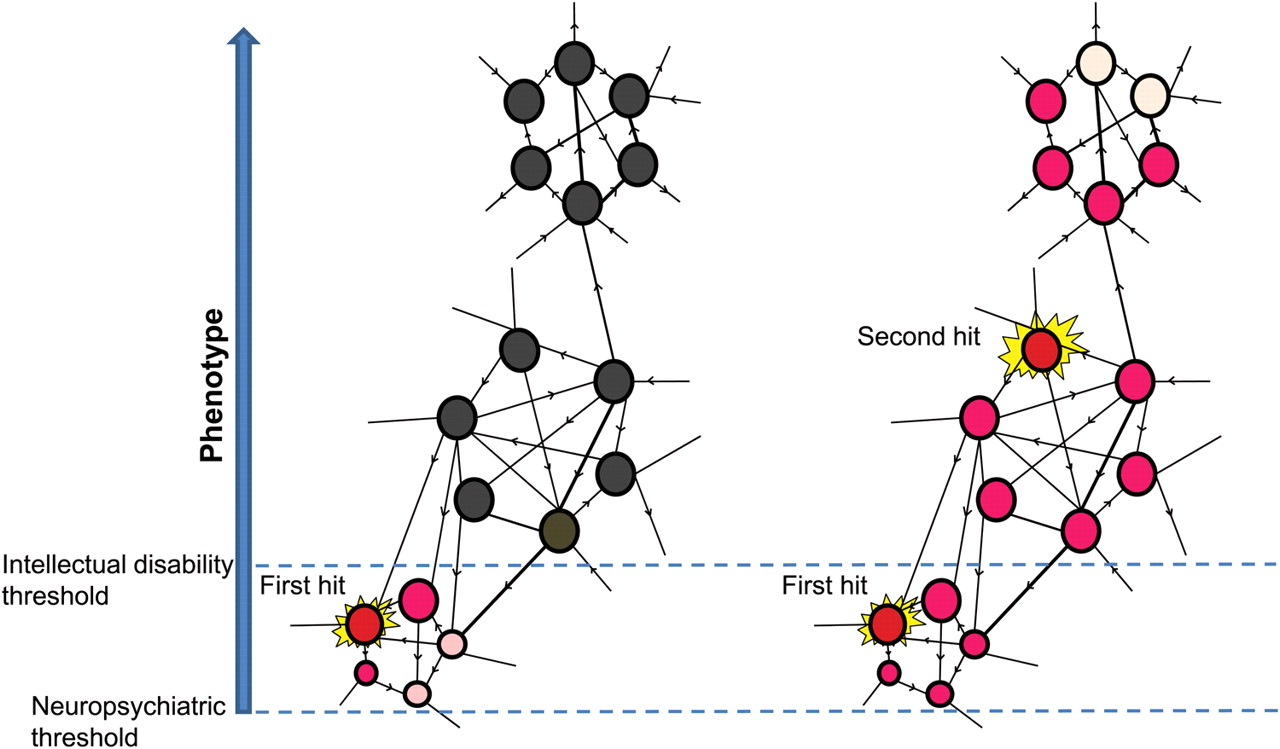 Second hit
Phenotype
Intellectual disability
threshold
First hit
First hit
Neuropsychiatric
threshold